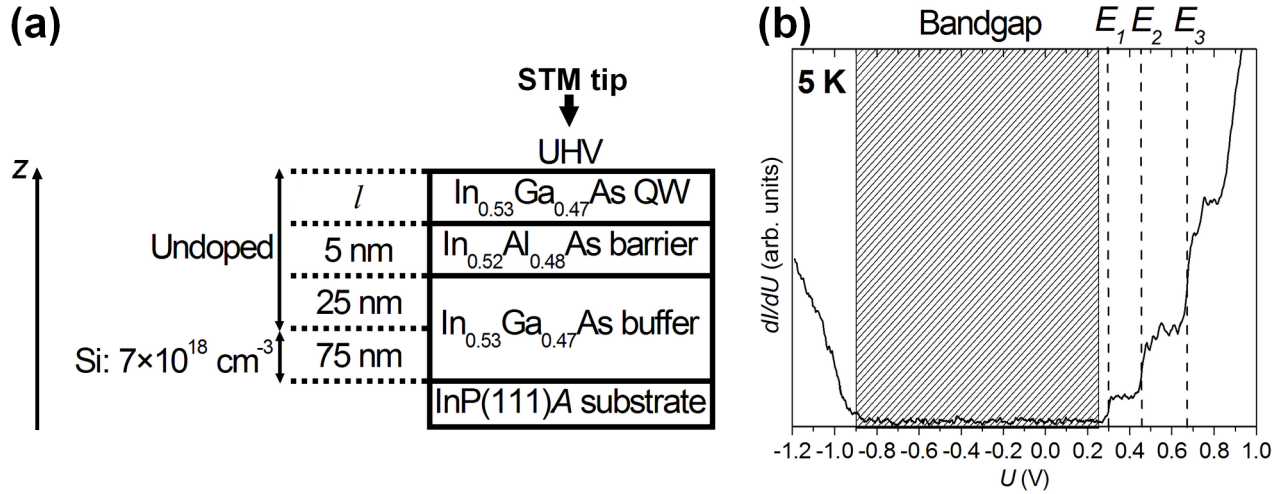 (a)
STM tip
UHV
z
l
In0.53Ga0.47As QW
Undoped
5 nm
In0.52Al0.48As barrier
25 nm
In0.53Ga0.47As buffer
Si: 7×10^18 cm^-3
75 nm
InP(111)A substrate
(b)
Bandgap
E1 E2 E3
5 K
dI/dU (arb. units)
-1.2 -1.0 -0.8 -0.6 -0.4 -0.2 0.0 0.2 0.4 0.6 0.8 1.0
U (V)